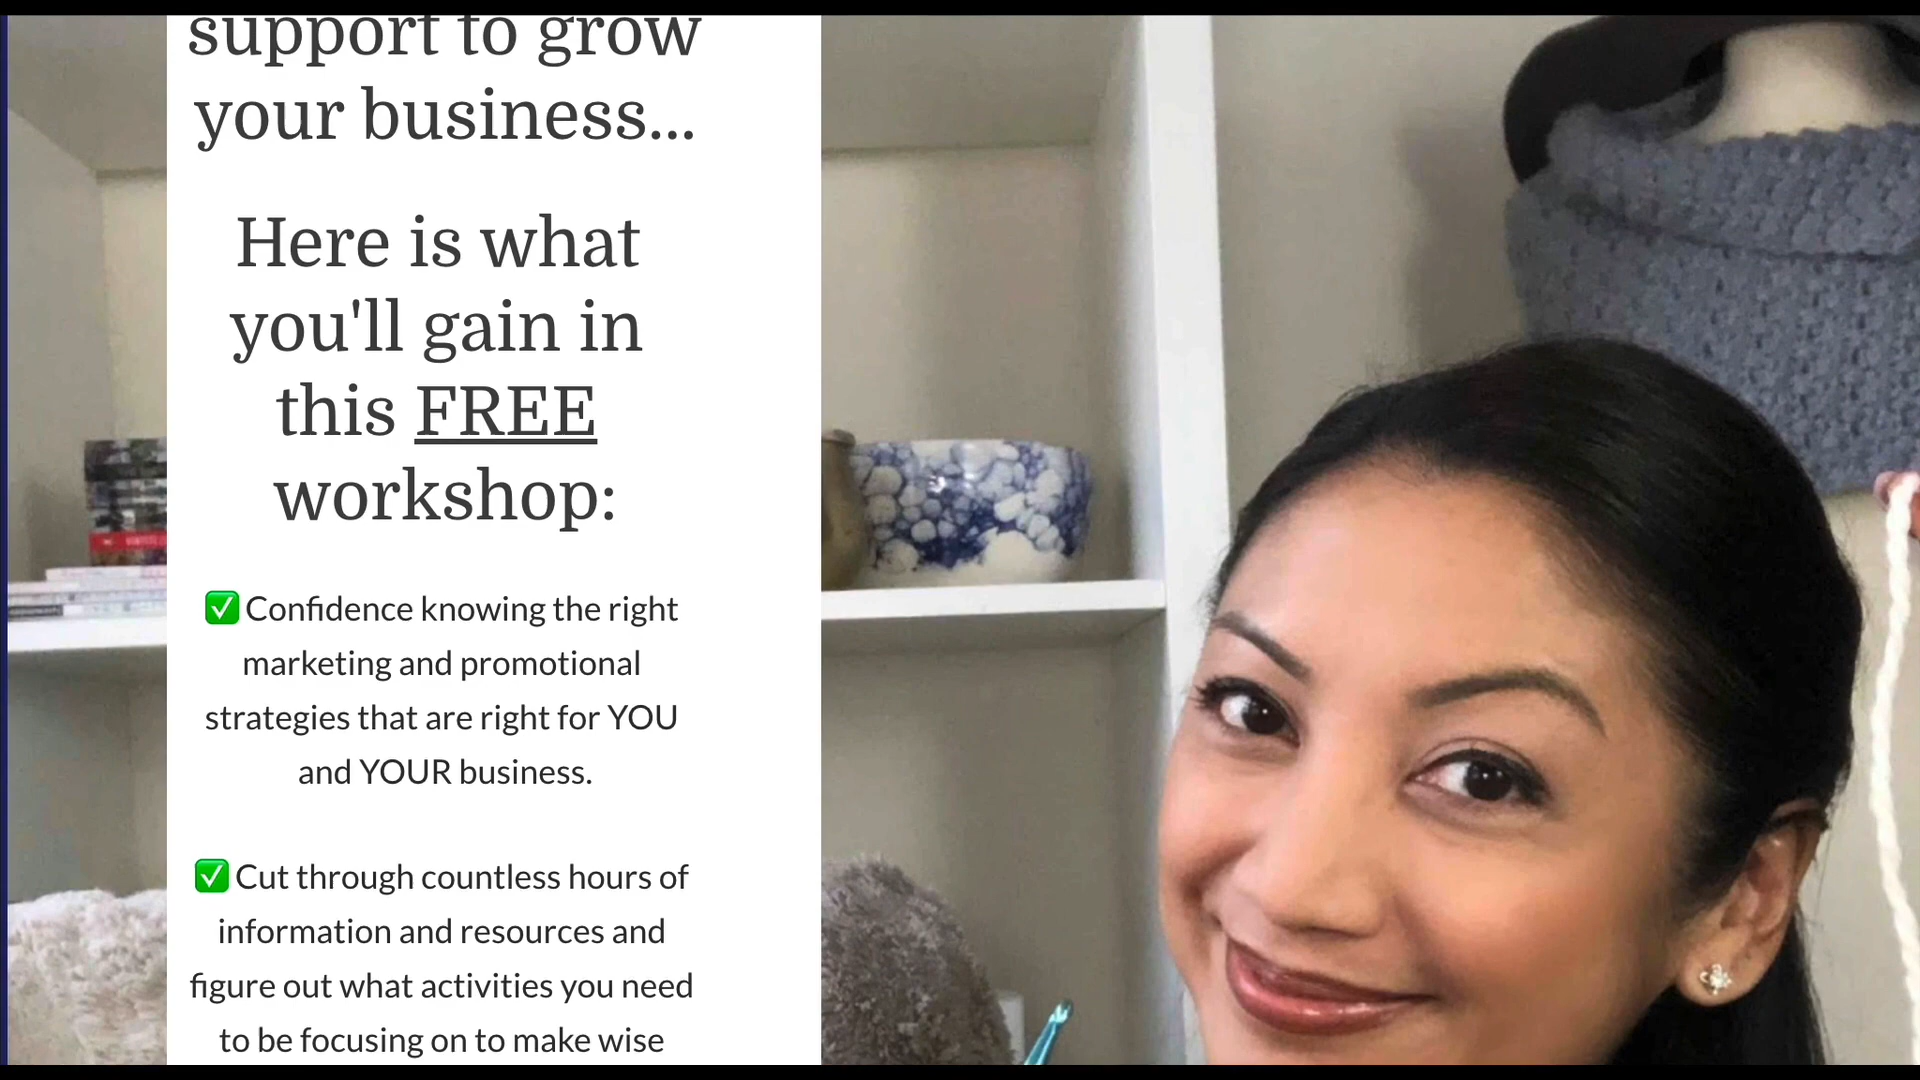 support to grow
your business...
Here is what
you'll gain in
this FREE
workshop:
✅ Confidence knowing the right
marketing and promotional
strategies that are right for YOU
and YOUR business.
✅ Cut through countless hours of
information and resources and
figure out what activities you need
to be focusing on to make wise